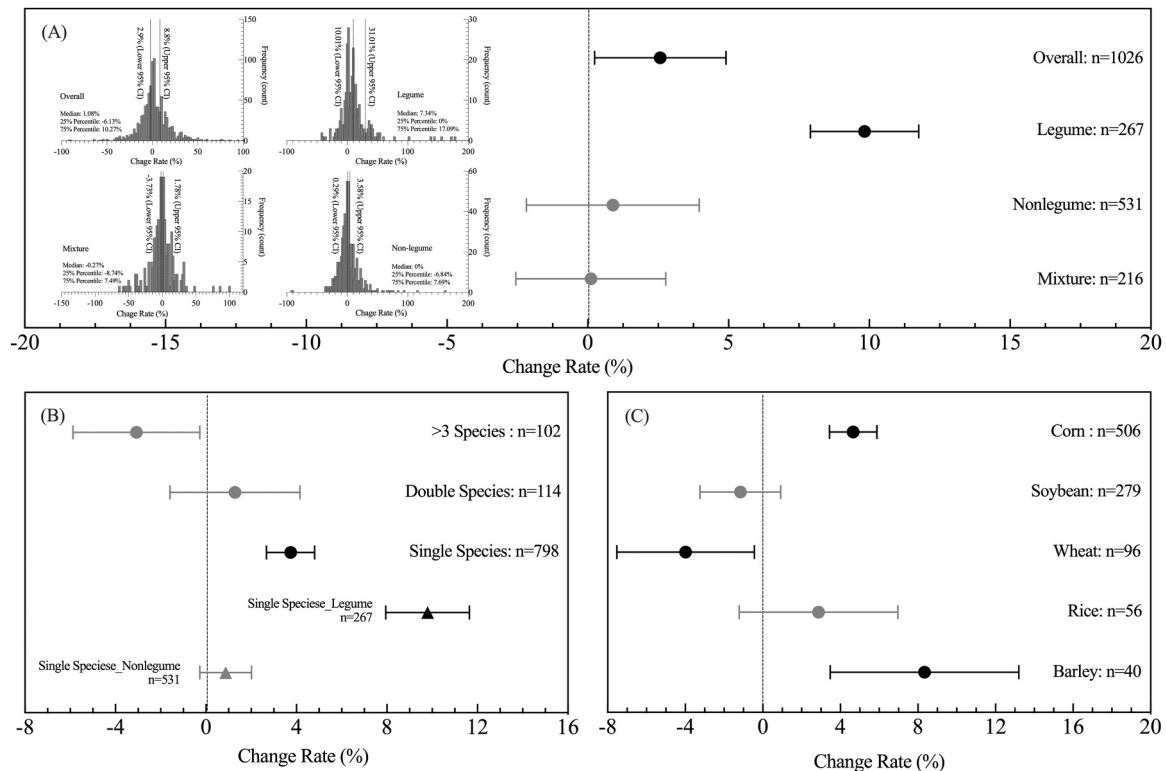 (A)
2.9% (Lower 95% CI)
8.8% (Upper 95% CI)
150
100
50
0
Frequency (count)
Overall
Median: 1.08%
25% Percentile: -6.13%
75% Percentile: 10.27%
-100 -50 0 50 100
Chage Rate (%)
10.01% (Lower 95% CI)
31.01% (Upper 95% CI)
30
20
10
0
Frequency (count)
Legume
Median: 7.34%
25% Percentile: 0%
75% Percentile: 17.09%
-100 0 100 200
Chage Rate (%)
-3.73% (Lower 95% CI)
1.78% (Upper 95% CI)
20
15
10
5
0
Frequency (count)
Mixture
Median: -0.27%
25% Percentile: -8.74%
75% Percentile: 7.49%
-150 -100 -50 0 50 100
Chage Rate (%)
0.29% (Lower 95% CI)
3.58% (Upper 95% CI)
60
40
20
0
Frequency (count)
Non-legume
Median: 0%
25% Percentile: -6.84%
75% Percentile: 7.69%
-200 -100 0 100 200
Chage Rate (%)
Overall: n=1026
Legume: n=267
Nonlegume: n=531
Mixture: n=216
-20 -15 -10 -5 0 5 10 15 20
Change Rate (%)
(B)
>3 Species : n=102
Double Species: n=114
Single Species: n=798
Single Speciese_Legume
n=267
Single Speciese_Nonlegume
n=531
-8 -4 0 4 8 12 16
Change Rate (%)
(C)
Corn : n=506
Soybean: n=279
Wheat: n=96
Rice: n=56
Barley: n=40
-8 -4 0 4 8 12 16 20
Change Rate (%)